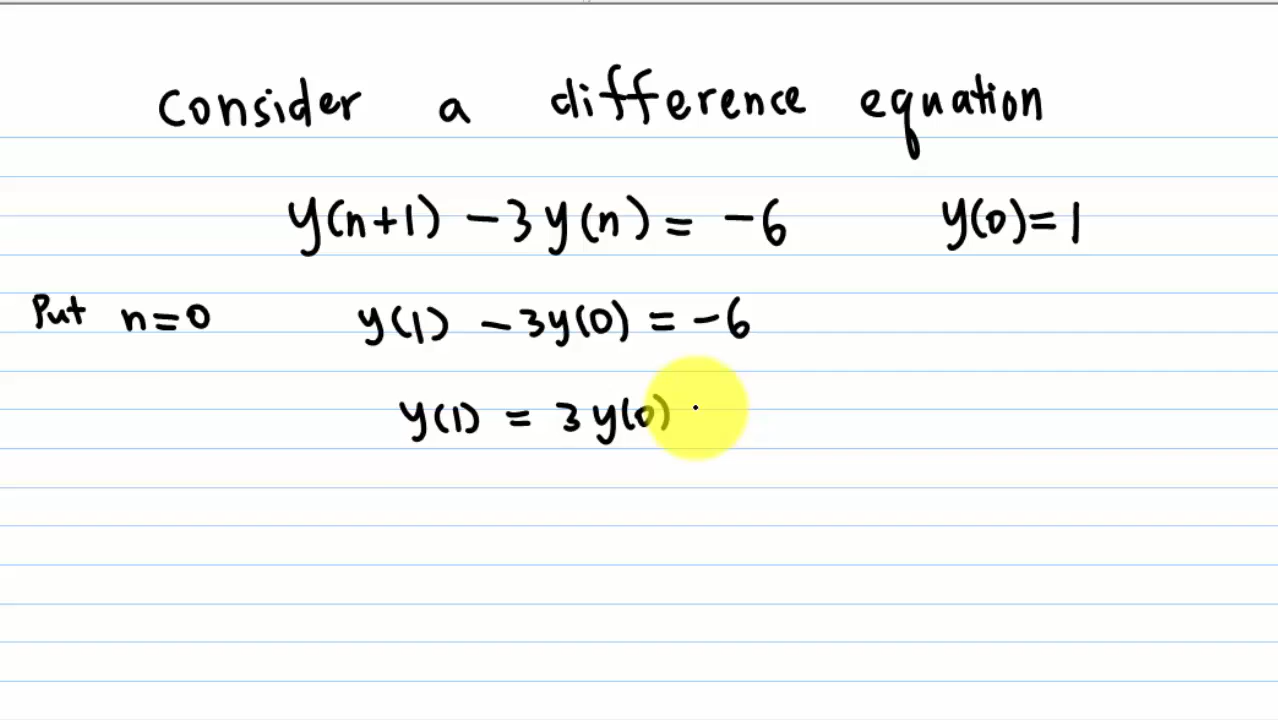 Consider a difference equation
y(n+1) - 3y(n) = -6 y(0)=1
Put n=0 y(1) - 3y(0) = -6
y(1) = 3y(0)